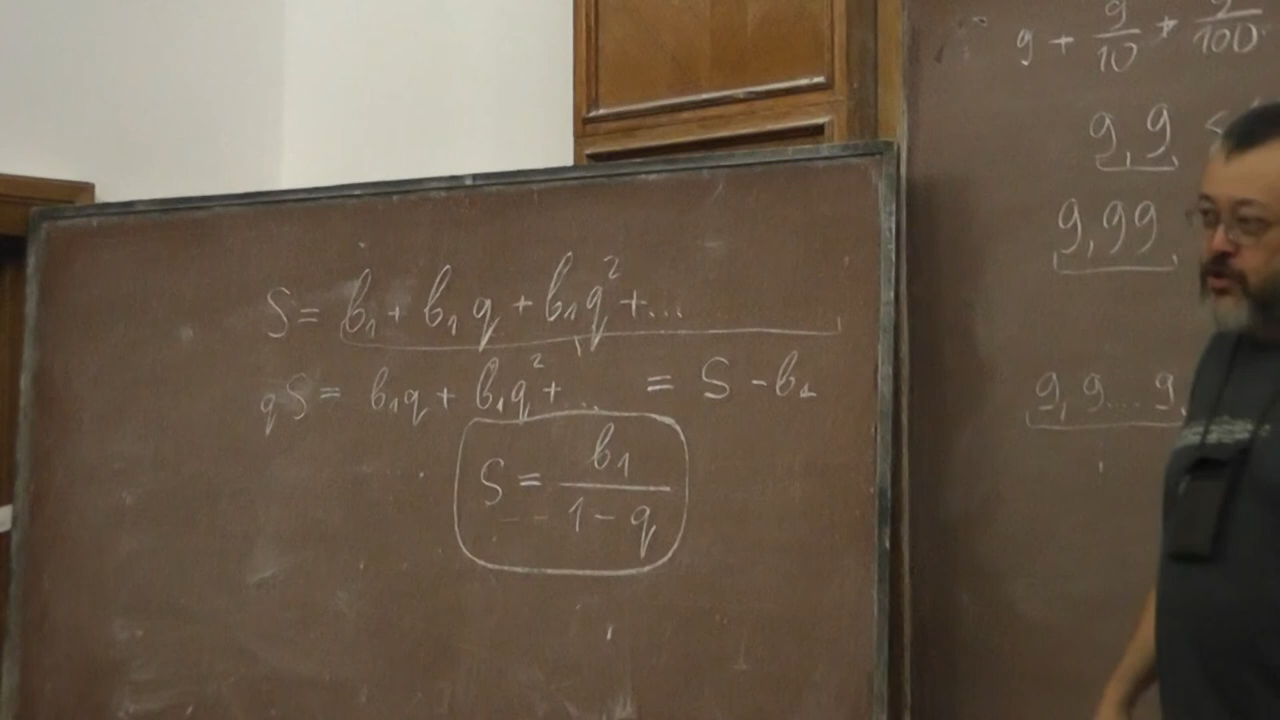 S = b₁ + b₁q + b₁q² + ...
qS = b₁q + b₁q² + ... = S - b₁
S = b₁/(1 - q)
9 + 9/10 + 9/100
9,9 <
9,99
9,9...9